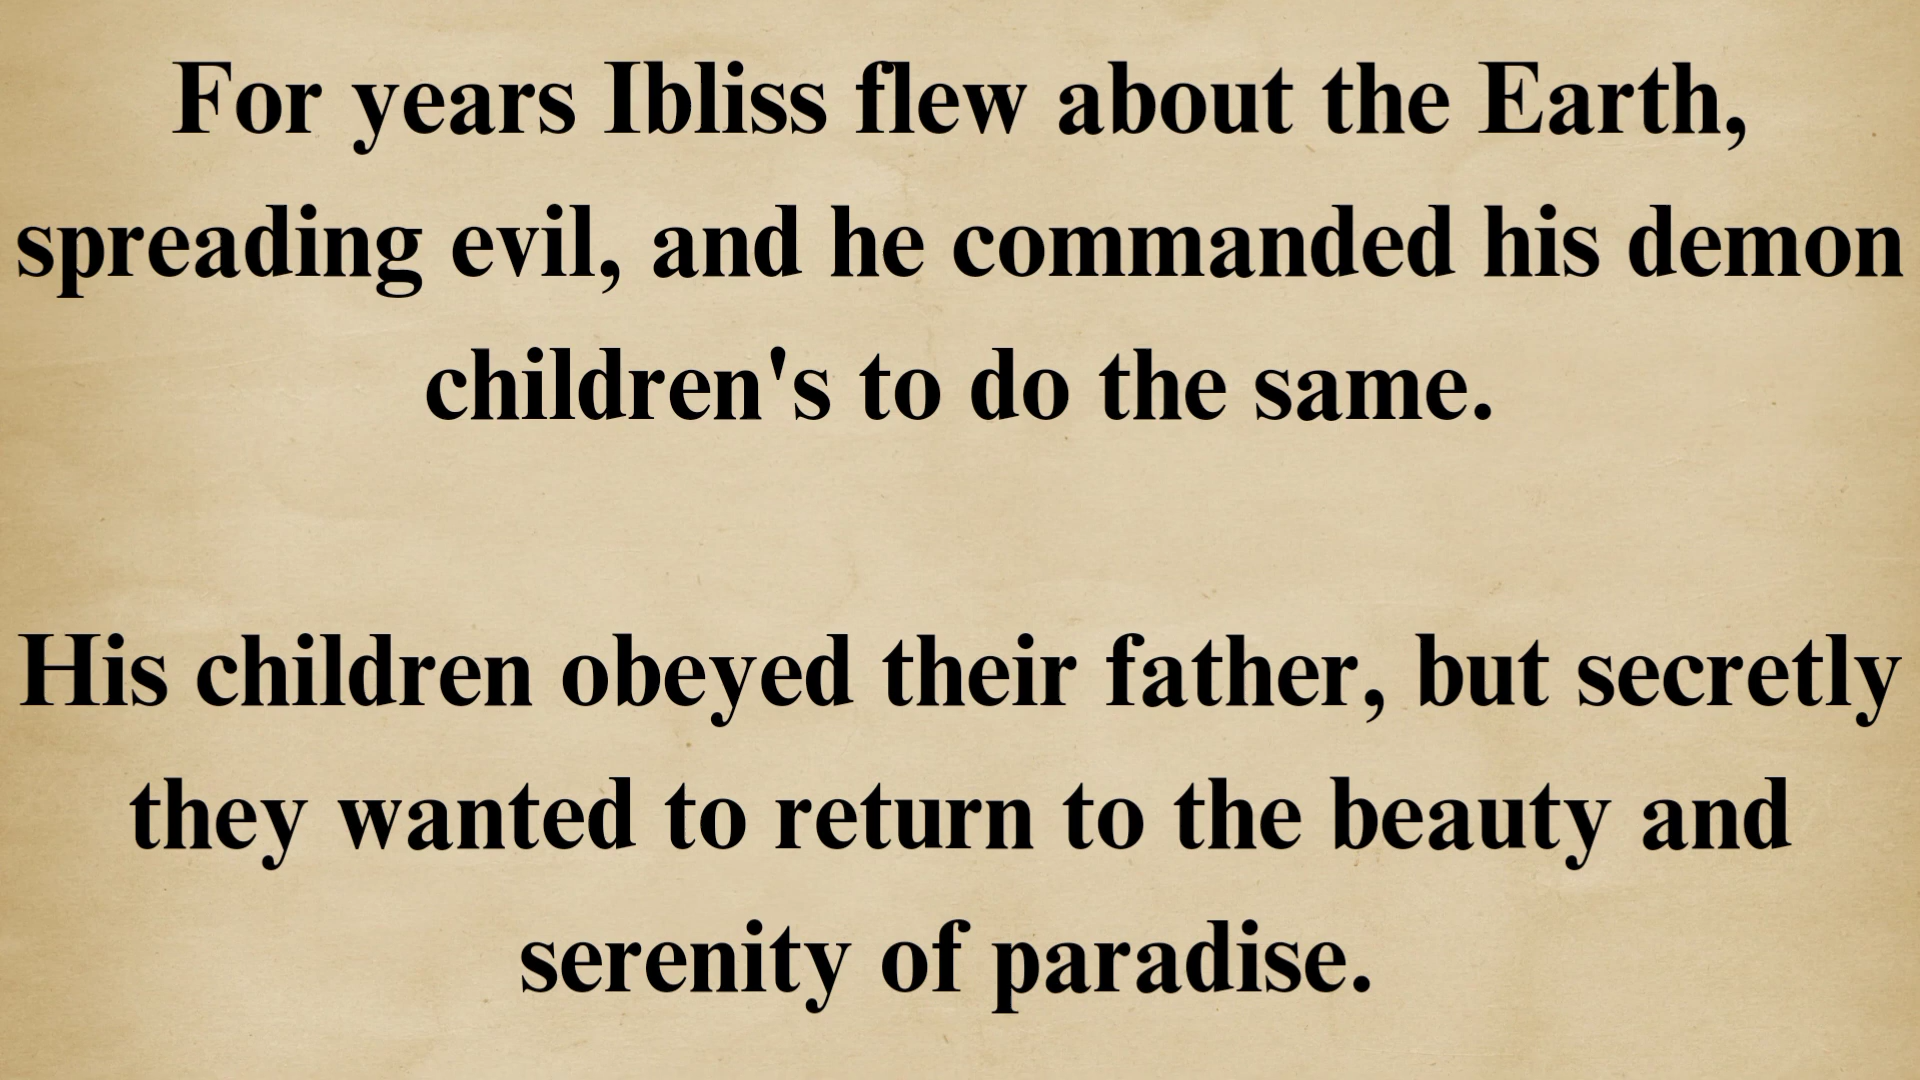 For years Ibliss flew about the Earth,
spreading evil, and he commanded his demon
children's to do the same.
His children obeyed their father, but secretly
they wanted to return to the beauty and
serenity of paradise.